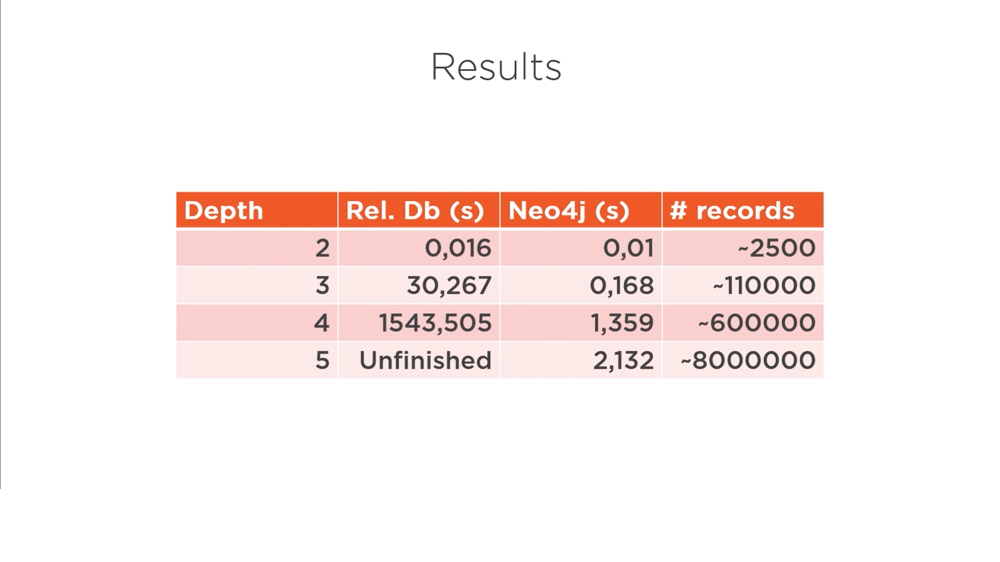 Results
Depth Rel. Db (s) Neo4j (s) # records
2 0,016 0,01 ~2500
3 30,267 0,168 ~110000
4 1543,505 1,359 ~600000
5 Unfinished 2,132 ~8000000